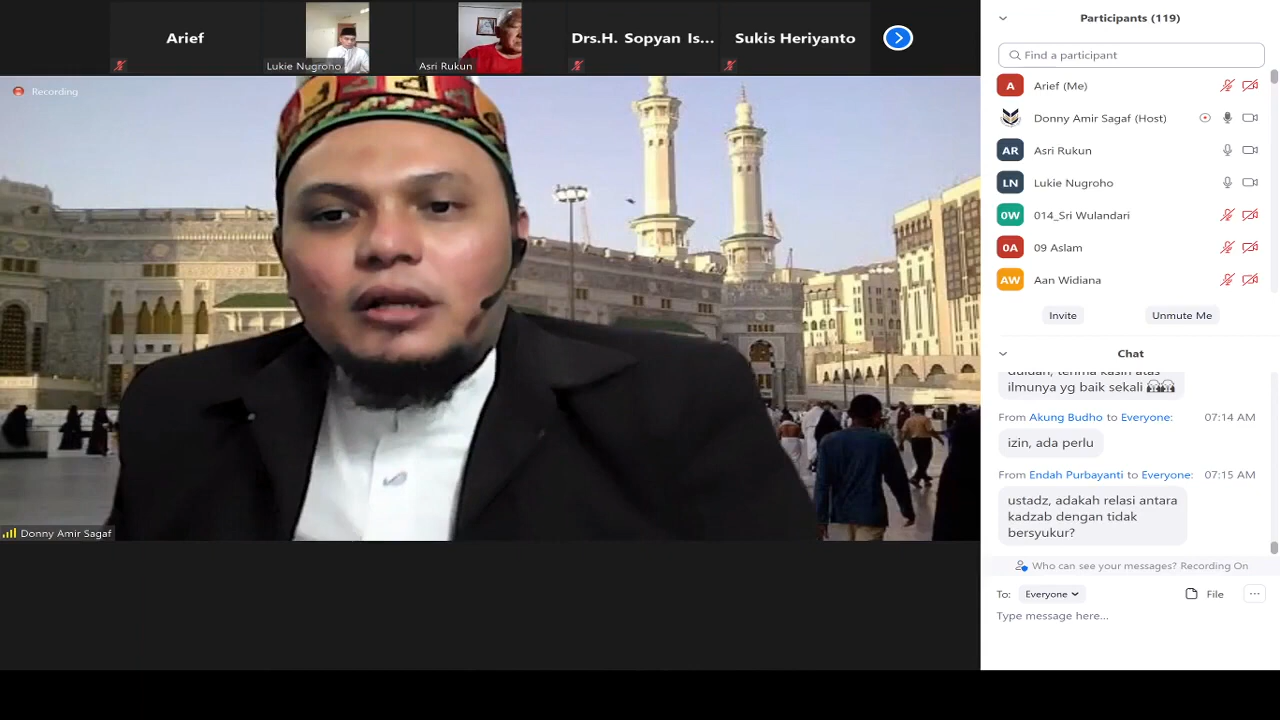 Arief
Lukie Nugroho
Asri Rukun
Drs.H. Sopyan Is...
Sukis Heriyanto
Recording
Donny Amir Sagaf
Participants (119)
Find a participant
A Arief (Me)
Donny Amir Sagaf (Host)
AR Asri Rukun
LN Lukie Nugroho
0W 014_Sri Wulandari
0A 09 Aslam
AW Aan Widiana
Invite Unmute Me
Chat
ilmunya yg baik sekali
From Akung Budho to Everyone: 07:14 AM
izin, ada perlu
From Endah Purbayanti to Everyone: 07:15 AM
ustadz, adakah relasi antara
kadzab dengan tidak
bersyukur?
Who can see your messages? Recording On
To: Everyone File
Type message here...